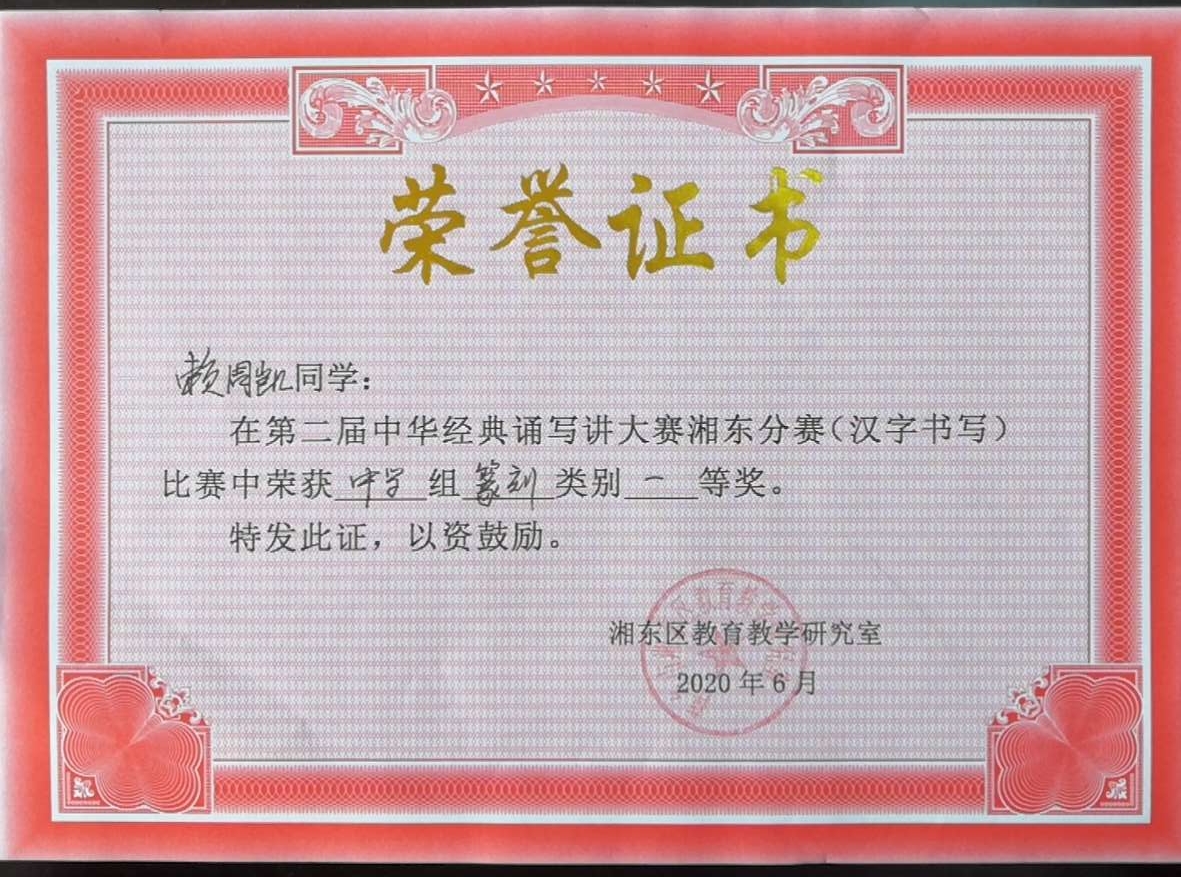 荣誉证书
赖周凯同学：
在第二届中华经典诵写讲大赛湘东分赛（汉字书写）
比赛中荣获 中学 组 篆刻 类别 一 等奖。
特发此证，以资鼓励。
湘东区教育教学研究室
2020年6月